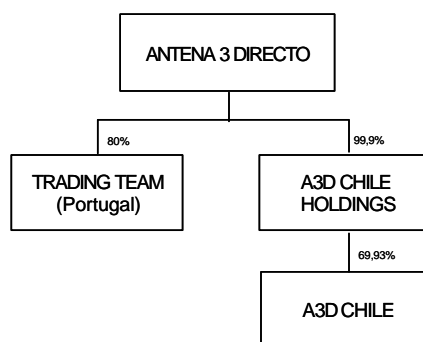 ANTENA 3 DIRECTO
80%
99,9%
TRADING TEAM
(Portugal)
A3D CHILE
HOLDINGS
69,93%
A3D CHILE